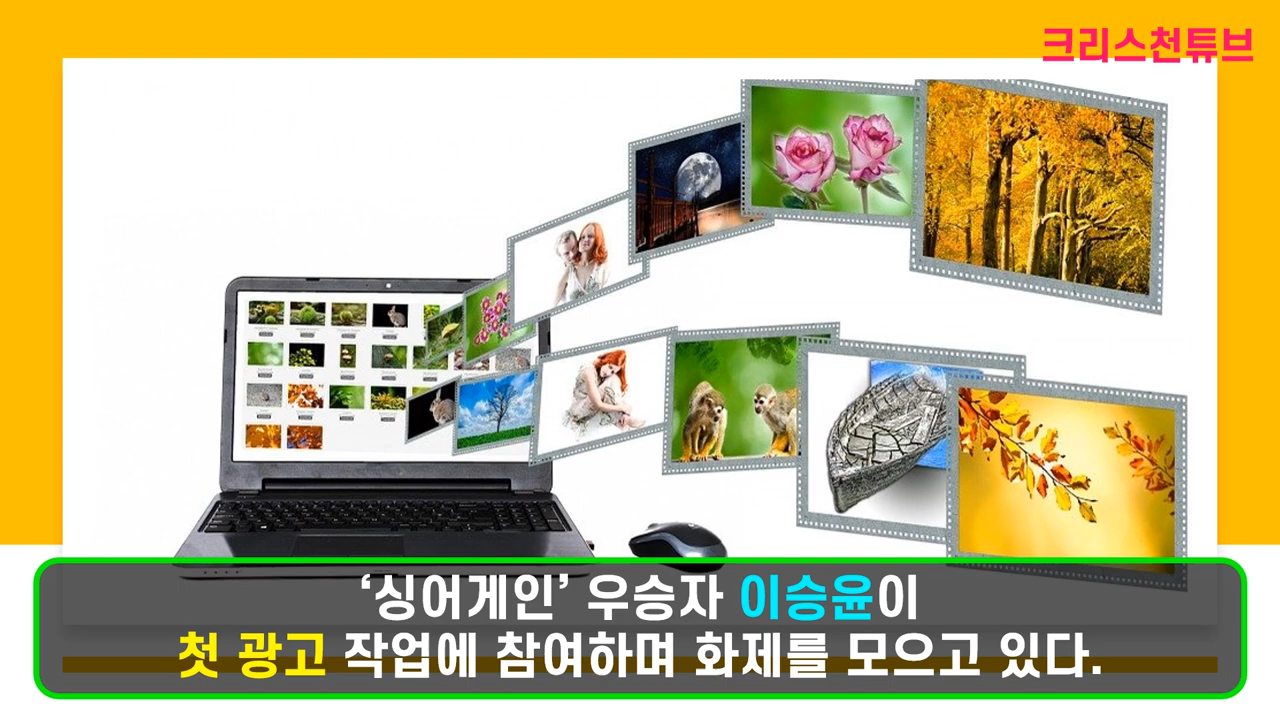 크리스천튜브
‘싱어게인’ 우승자 이승윤이
첫 광고 작업에 참여하며 화제를 모으고 있다.